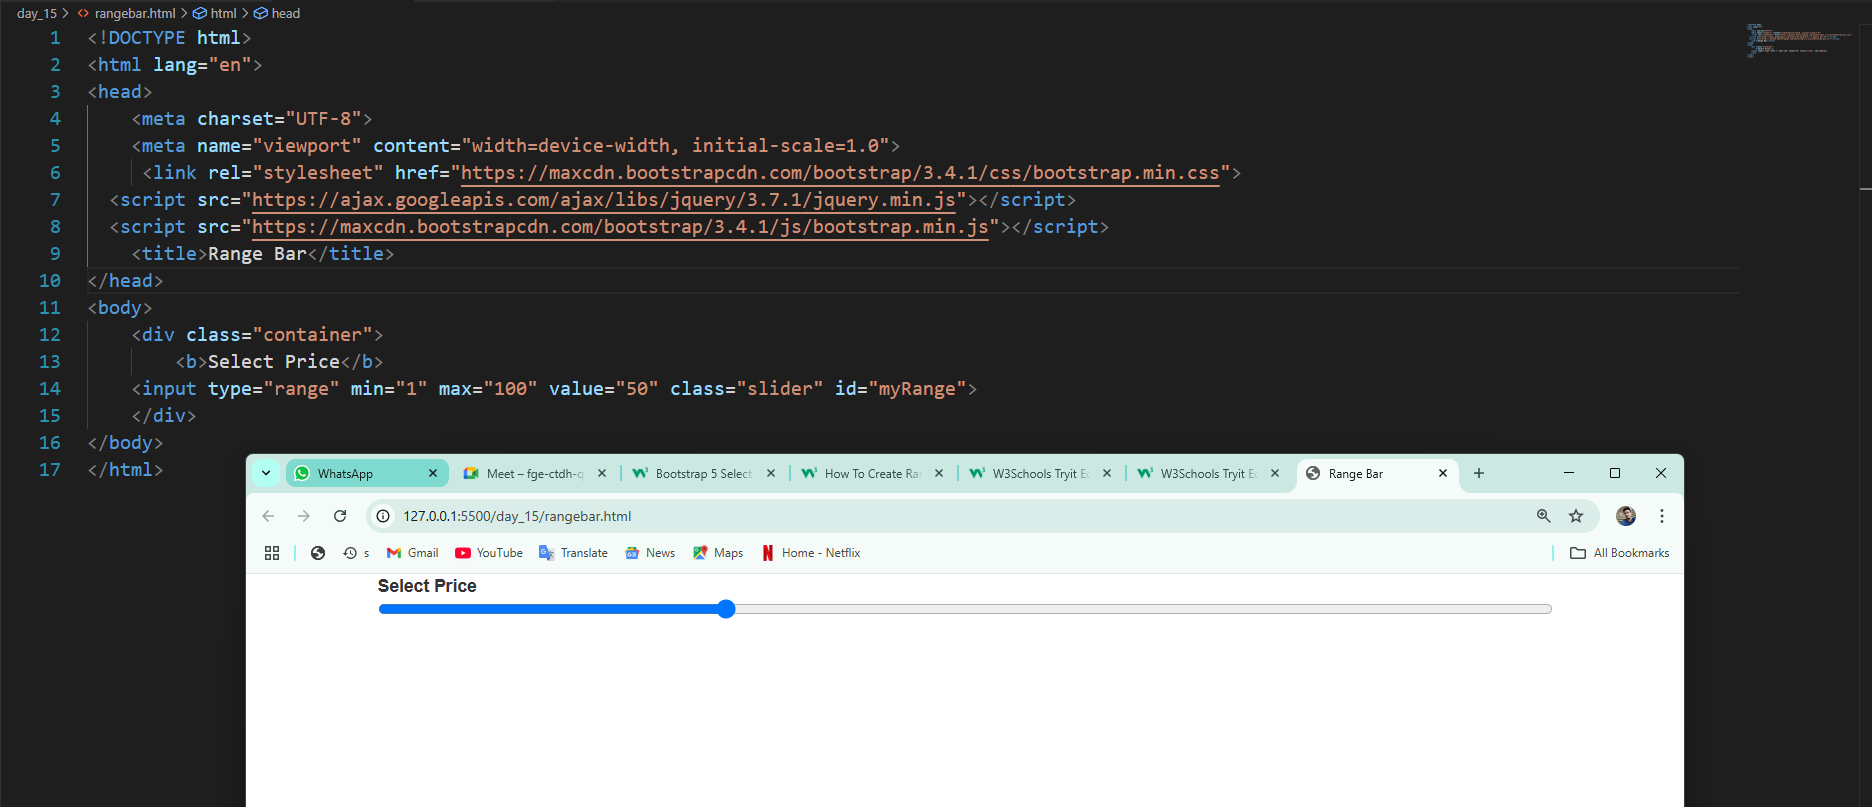 day_15 > <> rangebar.html > html > head
1 <!DOCTYPE html>
2 <html lang="en">
3 <head>
4 <meta charset="UTF-8">
5 <meta name="viewport" content="width=device-width, initial-scale=1.0">
6 <link rel="stylesheet" href="https://maxcdn.bootstrapcdn.com/bootstrap/3.4.1/css/bootstrap.min.css">
7 <script src="https://ajax.googleapis.com/ajax/libs/jquery/3.7.1/jquery.min.js"></script>
8 <script src="https://maxcdn.bootstrapcdn.com/bootstrap/3.4.1/js/bootstrap.min.js"></script>
9 <title>Range Bar</title>
10 </head>
11 <body>
12 <div class="container">
13 <b>Select Price</b>
14 <input type="range" min="1" max="100" value="50" class="slider" id="myRange">
15 </div>
16 </body>
17 </html>
WhatsApp Meet – fge-ctdh-q Bootstrap 5 Select How To Create Ra W3Schools Tryit E W3Schools Tryit E Range Bar
127.0.0.1:5500/day_15/rangebar.html
s Gmail YouTube Translate News Maps Home - Netflix All Bookmarks
Select Price